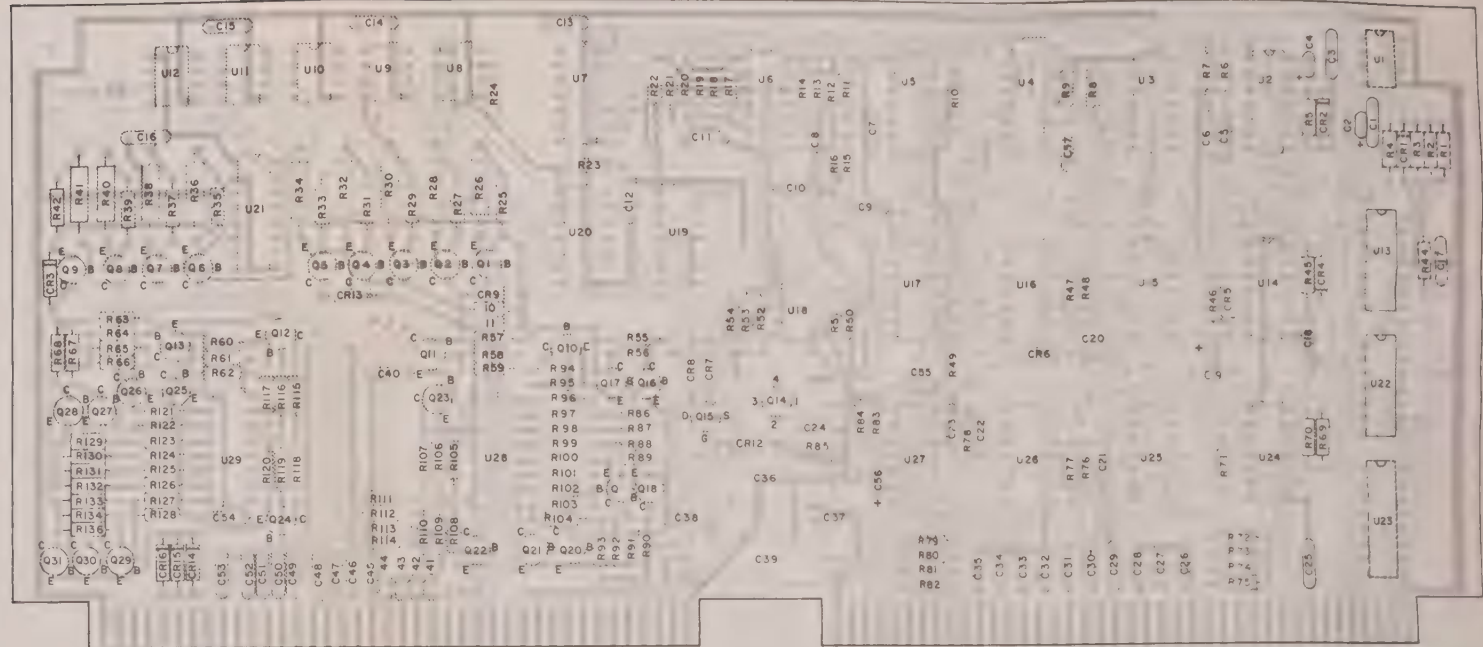 C15 C14 C13
C4 C3
U12 U11 U10 U9 U8 U7 U6 U5 U4 U3 R7 R6 U2
R24 R22 R21 R20 R19 R18 R17 R14 R13 R12 R11 R10 R9 R8
R5 CR2 C2 C1
C16 C11 C8 C7 C37 C6 C5
R4 CR1 R3 R2 R1
R23 R16 R15
R42 R41 R40 R39 R38 R37 R36 R35 U21 R34 R33 R32 R31 R30 R29 R28 R27 R26 R25 C12 C10 C9
U20 U19 U13 R44 C17
E E E E E E E E E
CR3 Q9 B Q8 B Q7 B Q6 B Q5 B Q4 B Q3 B Q2 B Q1 B
C C C C C C C C C
CR13 CR9 U17 U16 R47 R48 U14 R45 CR4
10 R46 CR5
11 R54 R53 R52 U18 R50
R63 E B
R64 Q13 B R60 E Q12 C C B R57 C Q10 E R55 C20 C18
R68 R67 R65 C R61 B Q11 R58 R56 CR6 +
R66 R62 C40 E R59 R94 CR8 CR7 C55 R49 U22
C B C B
Q26 Q25 B R95 Q17 B Q16 B 4
C C E E R117 R116 C Q23 R96 E E 3 Q14 1
Q28 Q27 R121 E R97 R86 D Q15 S 2 R84 R83
E B E R122 R98 R87 G C24 R78 C22
R129 R123 R99 R88 CR12 R85 R70 R69
R130 R124 U29 R107 R106 R105 U28 R100 R89 U27 U26 R77 R76 C21 U25 R71 U24
R131 R125 R120 R119 R118 R101 E E
R132 R126 R102 B Q Q18 C36 + C56
R133 R127 R111 R103 C B C
R134 R128 C54 E Q24 C R112 R104 C38 C37 U23
R136 B R113 R110 R109 R108
C C C R114 C C C
Q31 B Q30 B Q29 B CR16 CR15 CR14 Q22 B Q21 B Q20 B R93 R92 R91 R90 C39 R79
E E E E E E R80
C53 C52 C51 C50 C49 C48 C47 C46 C45 44 43 42 41 R81 C35 C34 C33 C32 C31 C30 C29 C28 C27 C26 C25
R82